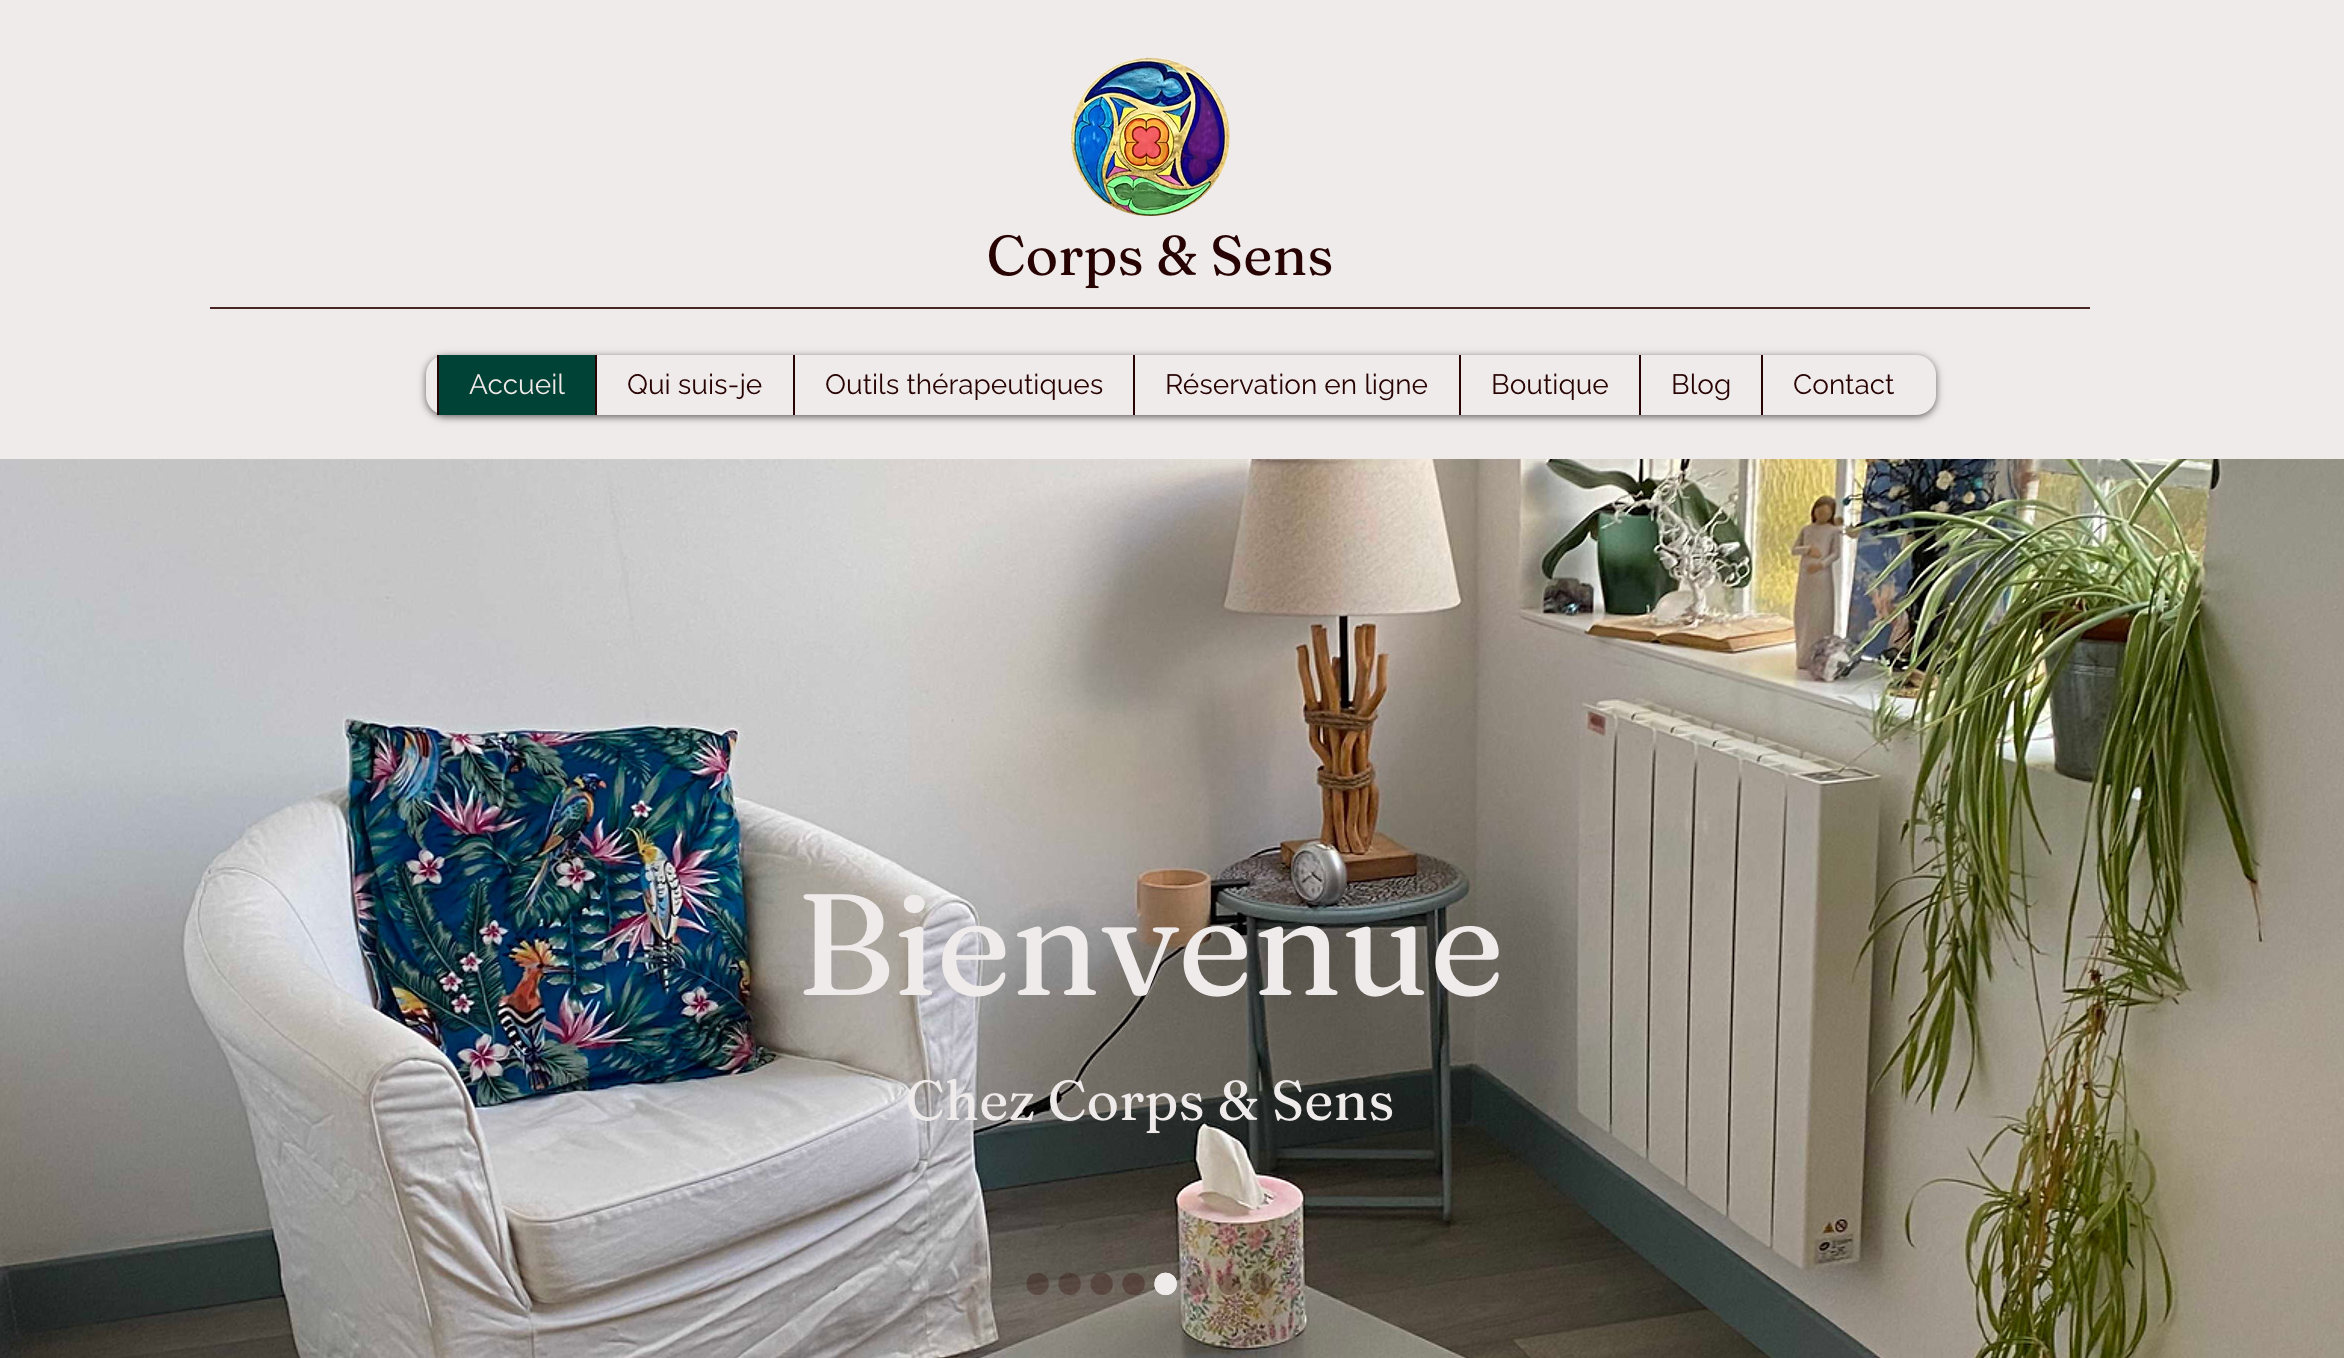 Corps & Sens
Accueil
Qui suis-je
Outils thérapeutiques
Réservation en ligne
Boutique
Blog
Contact
Bienvenue
Chez Corps & Sens